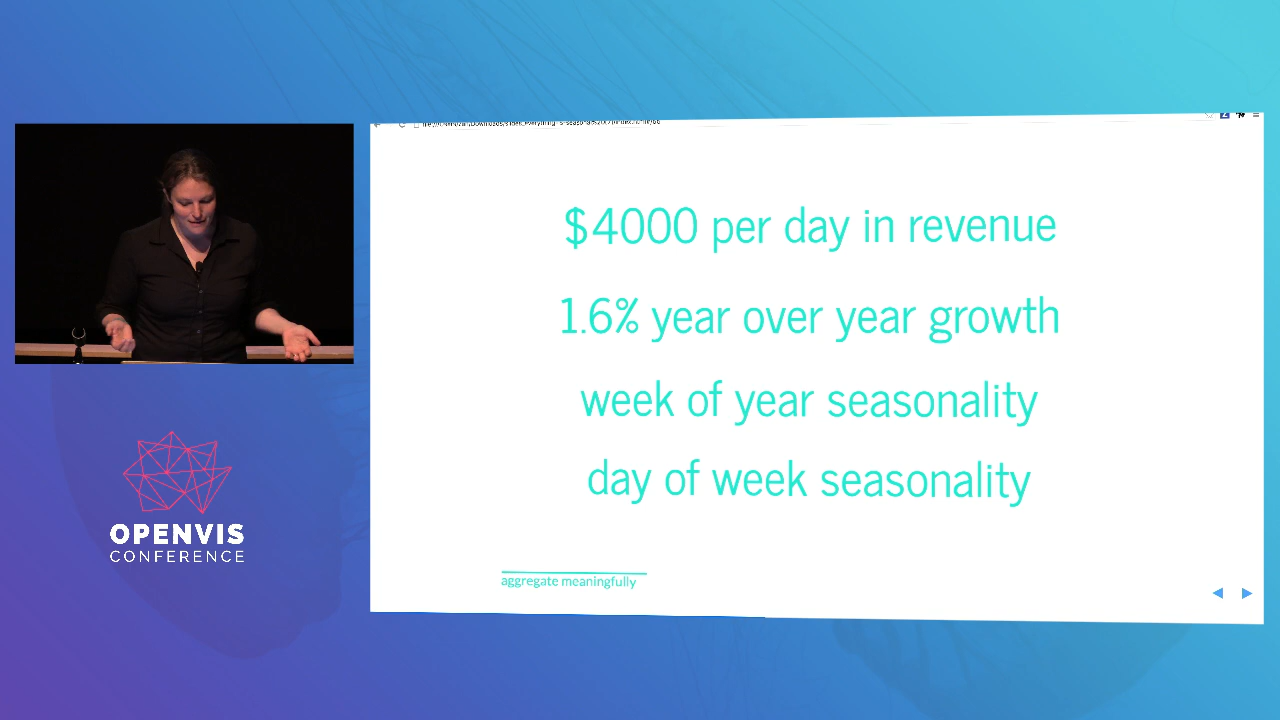 $4000 per day in revenue
1.6% year over year growth
week of year seasonality
day of week seasonality
aggregate meaningfully
OPENVIS
CONFERENCE